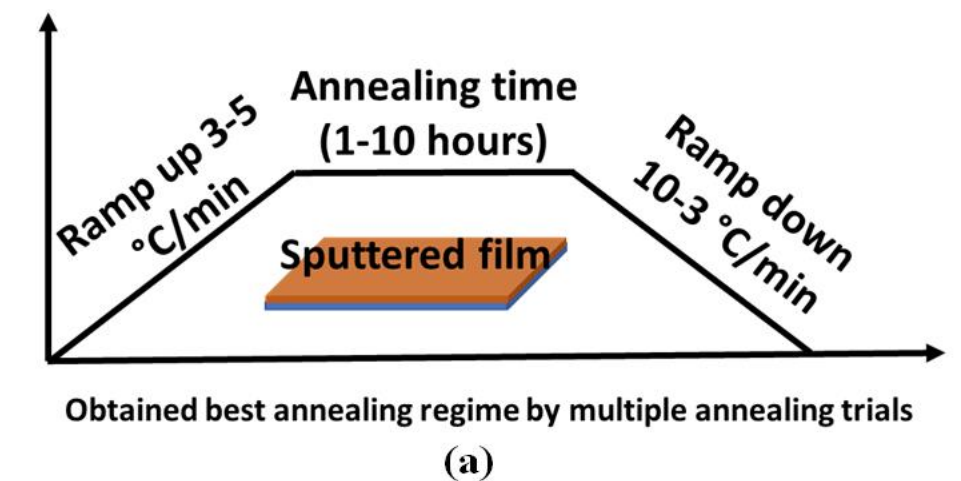 Ramp up 3-5
°C/min
Annealing time
(1-10 hours)
Ramp down
10-3 °C/min
Sputtered film
Obtained best annealing regime by multiple annealing trials
(a)